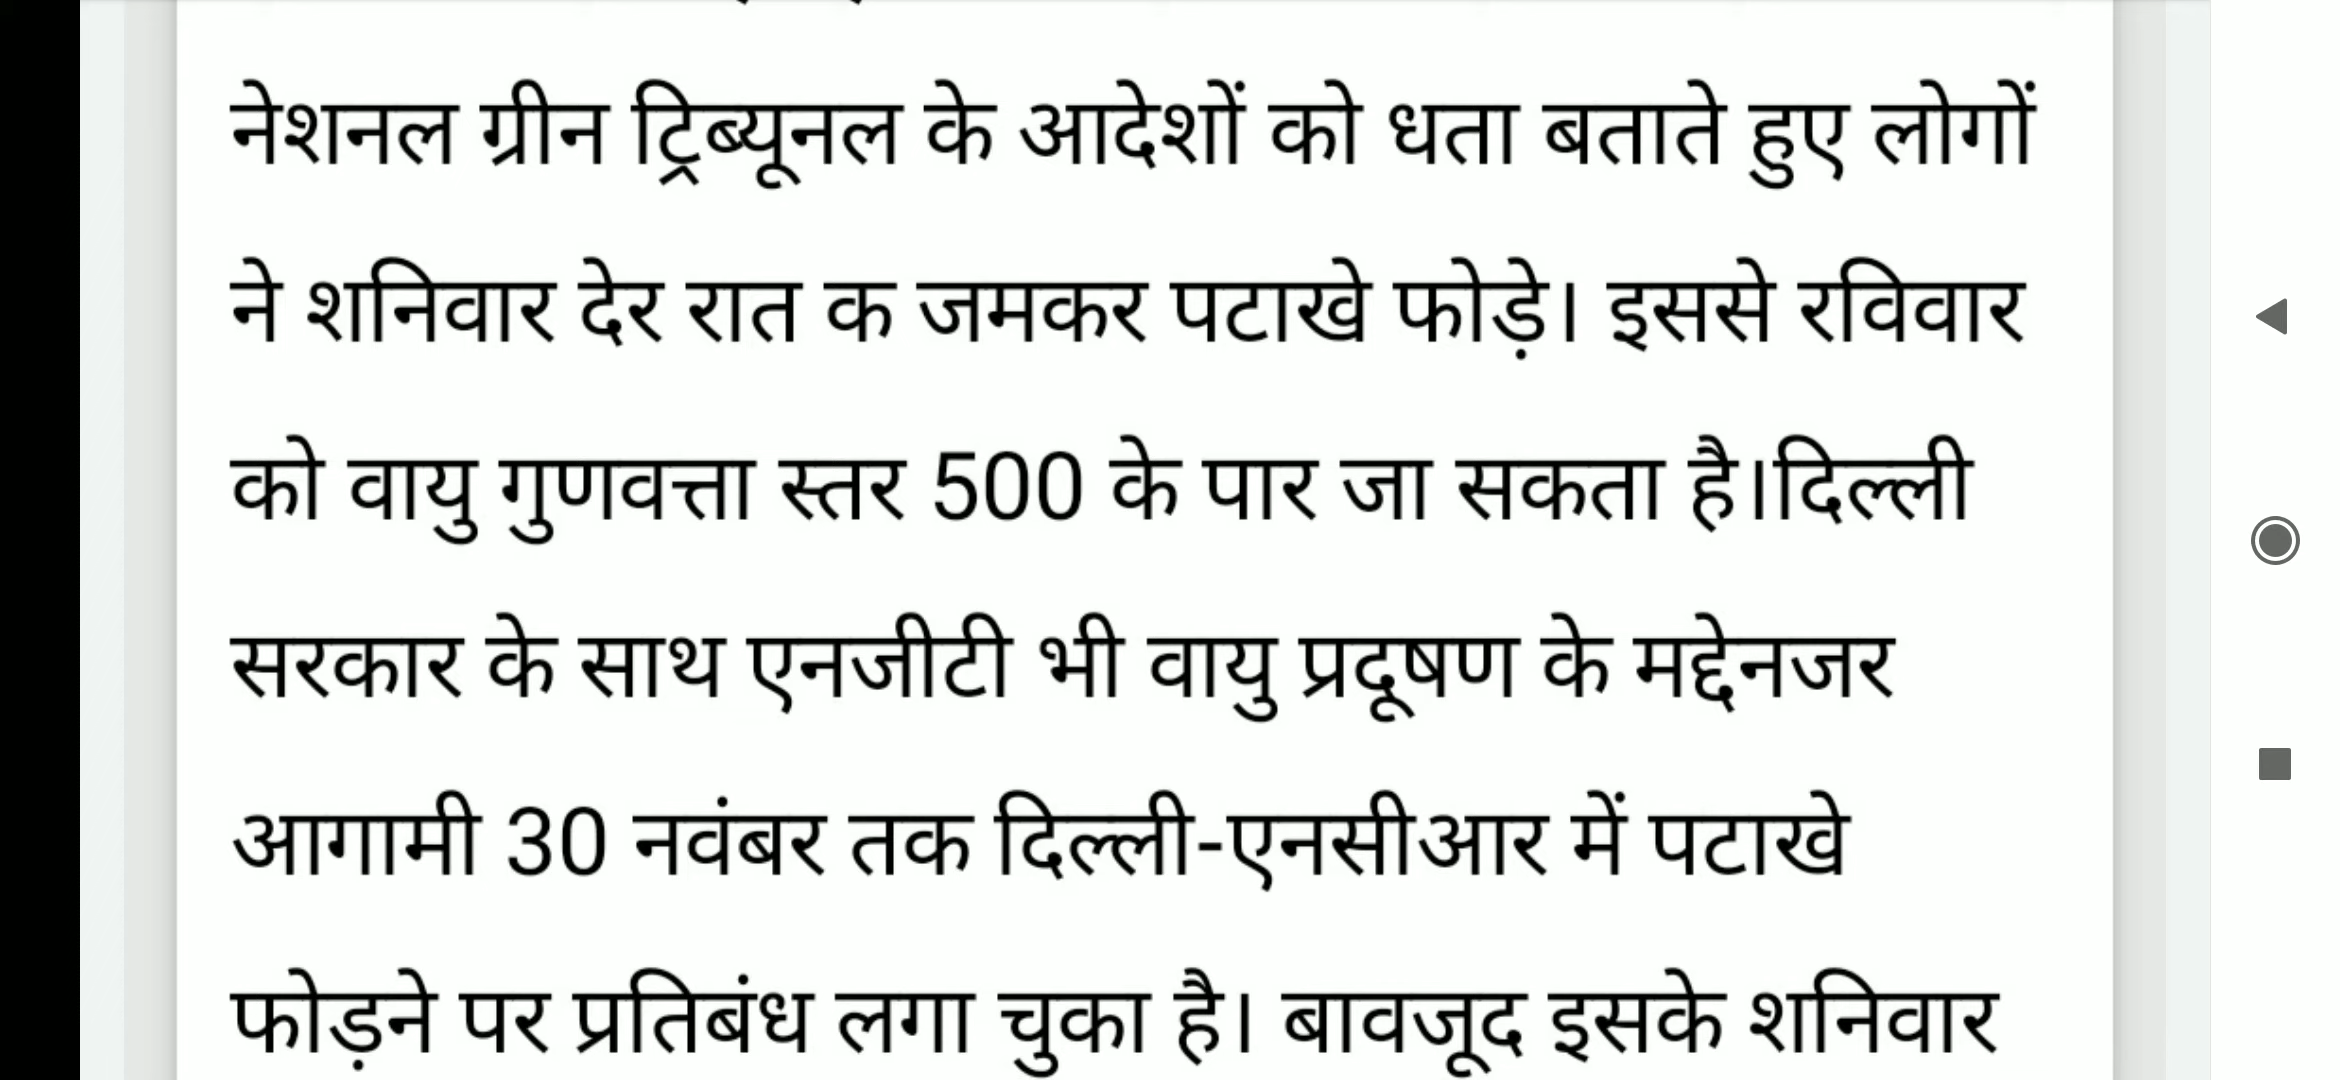 नेशनल ग्रीन ट्रिब्यूनल के आदेशों को धता बताते हुए लोगों
ने शनिवार देर रात क जमकर पटाखे फोड़े। इससे रविवार
को वायु गुणवत्ता स्तर 500 के पार जा सकता है।दिल्ली
सरकार के साथ एनजीटी भी वायु प्रदूषण के मद्देनजर
आगामी 30 नवंबर तक दिल्ली-एनसीआर में पटाखे
फोड़ने पर प्रतिबंध लगा चुका है। बावजूद इसके शनिवार